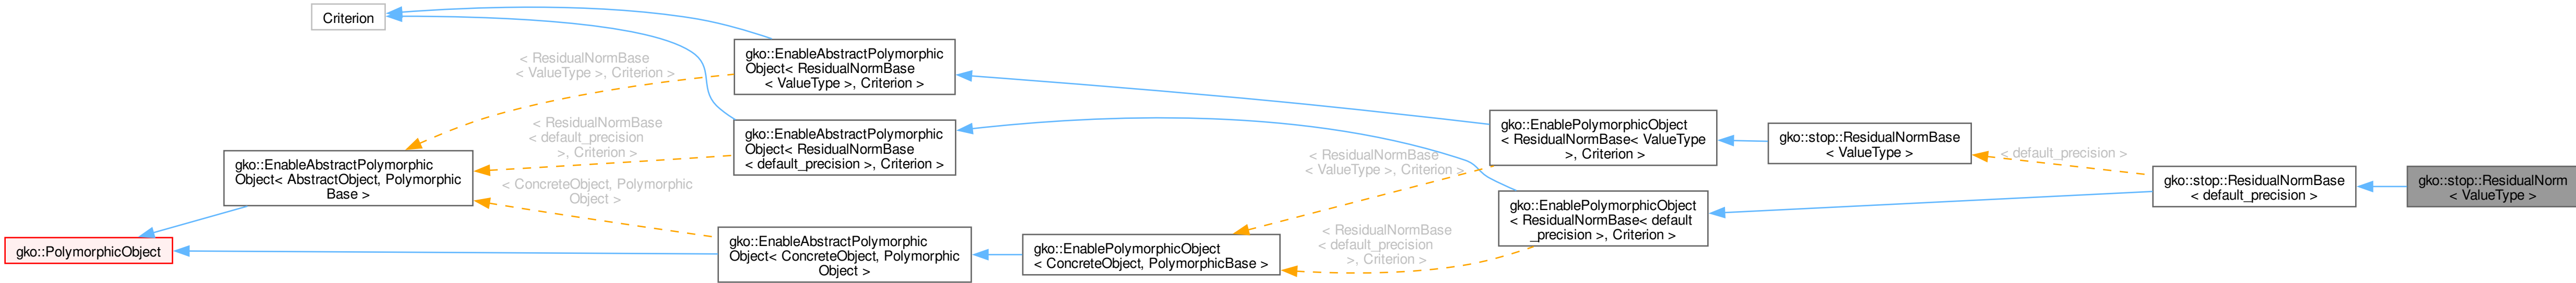 Criterion
gko::EnableAbstractPolymorphic
Object< ResidualNormBase
< ValueType >, Criterion >
< ResidualNormBase
< ValueType >, Criterion >
gko::EnableAbstractPolymorphic
Object< ResidualNormBase
< default_precision >, Criterion >
< ResidualNormBase
< default_precision
>, Criterion >
gko::EnableAbstractPolymorphic
Object< AbstractObject, Polymorphic
Base >
< ConcreteObject, Polymorphic
Object >
gko::PolymorphicObject
gko::EnableAbstractPolymorphic
Object< ConcreteObject, Polymorphic
Object >
gko::EnablePolymorphicObject
< ConcreteObject, PolymorphicBase >
< ResidualNormBase
< ValueType >, Criterion >
< ResidualNormBase
< default_precision
>, Criterion >
gko::EnablePolymorphicObject
< ResidualNormBase< ValueType
>, Criterion >
gko::EnablePolymorphicObject
< ResidualNormBase< default
_precision >, Criterion >
gko::stop::ResidualNormBase
< ValueType >
< default_precision >
gko::stop::ResidualNormBase
< default_precision >
gko::stop::ResidualNorm
< ValueType >